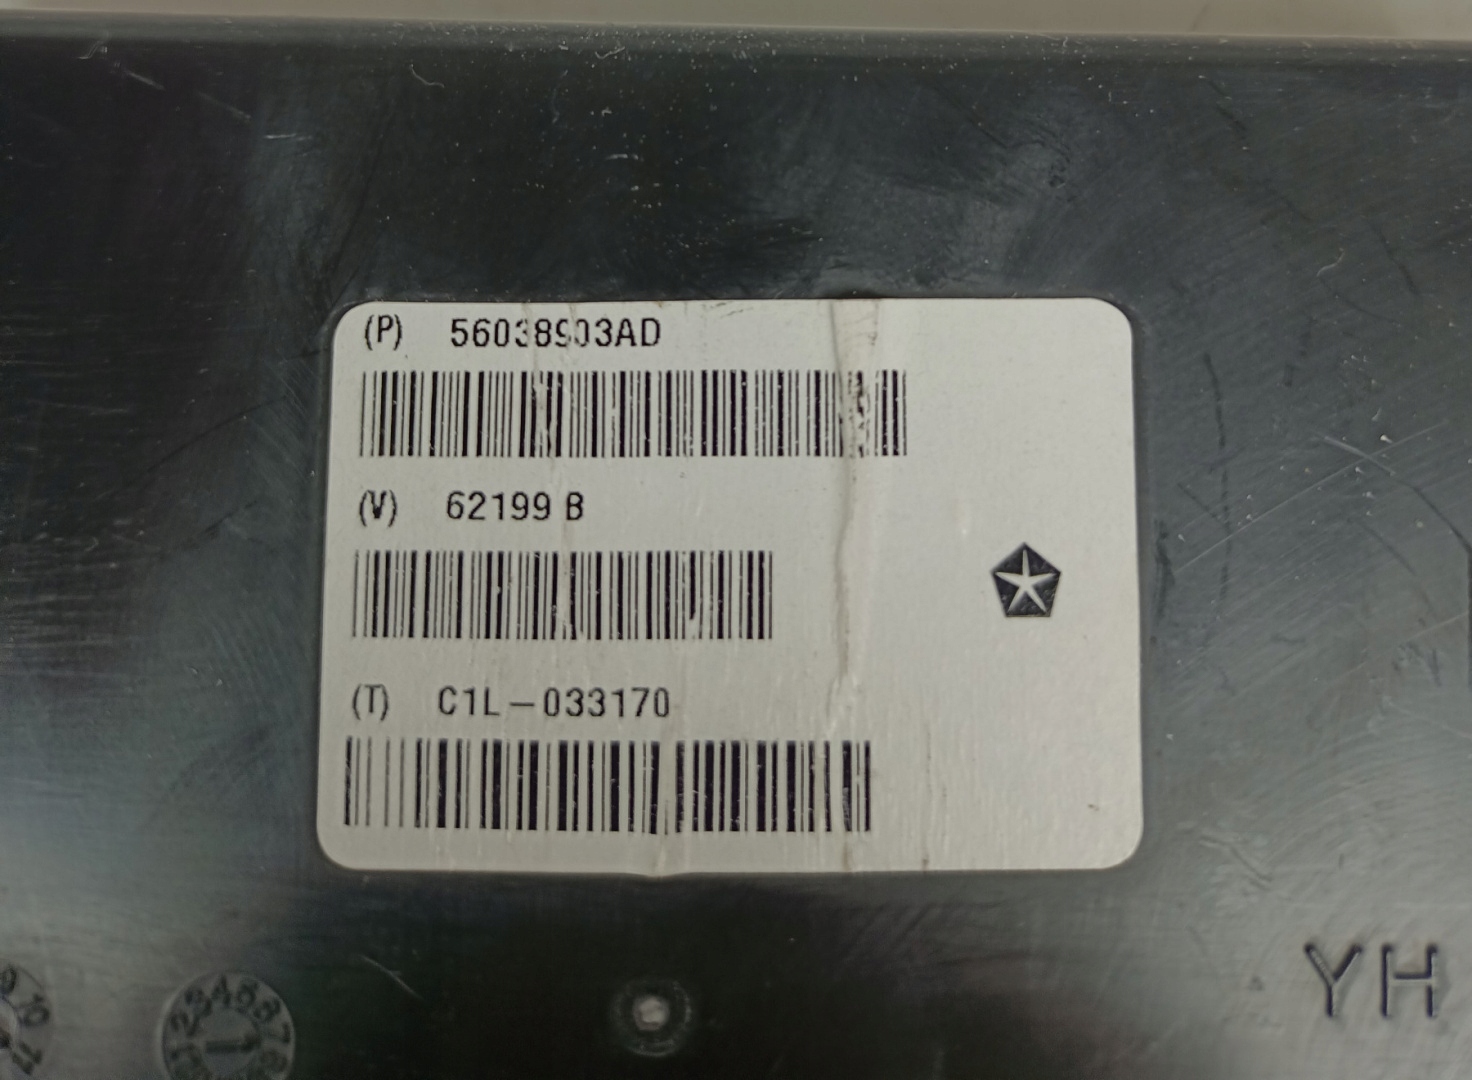 (P) 56038903AD
(V) 62199 B
(T) C1L-033170
YH